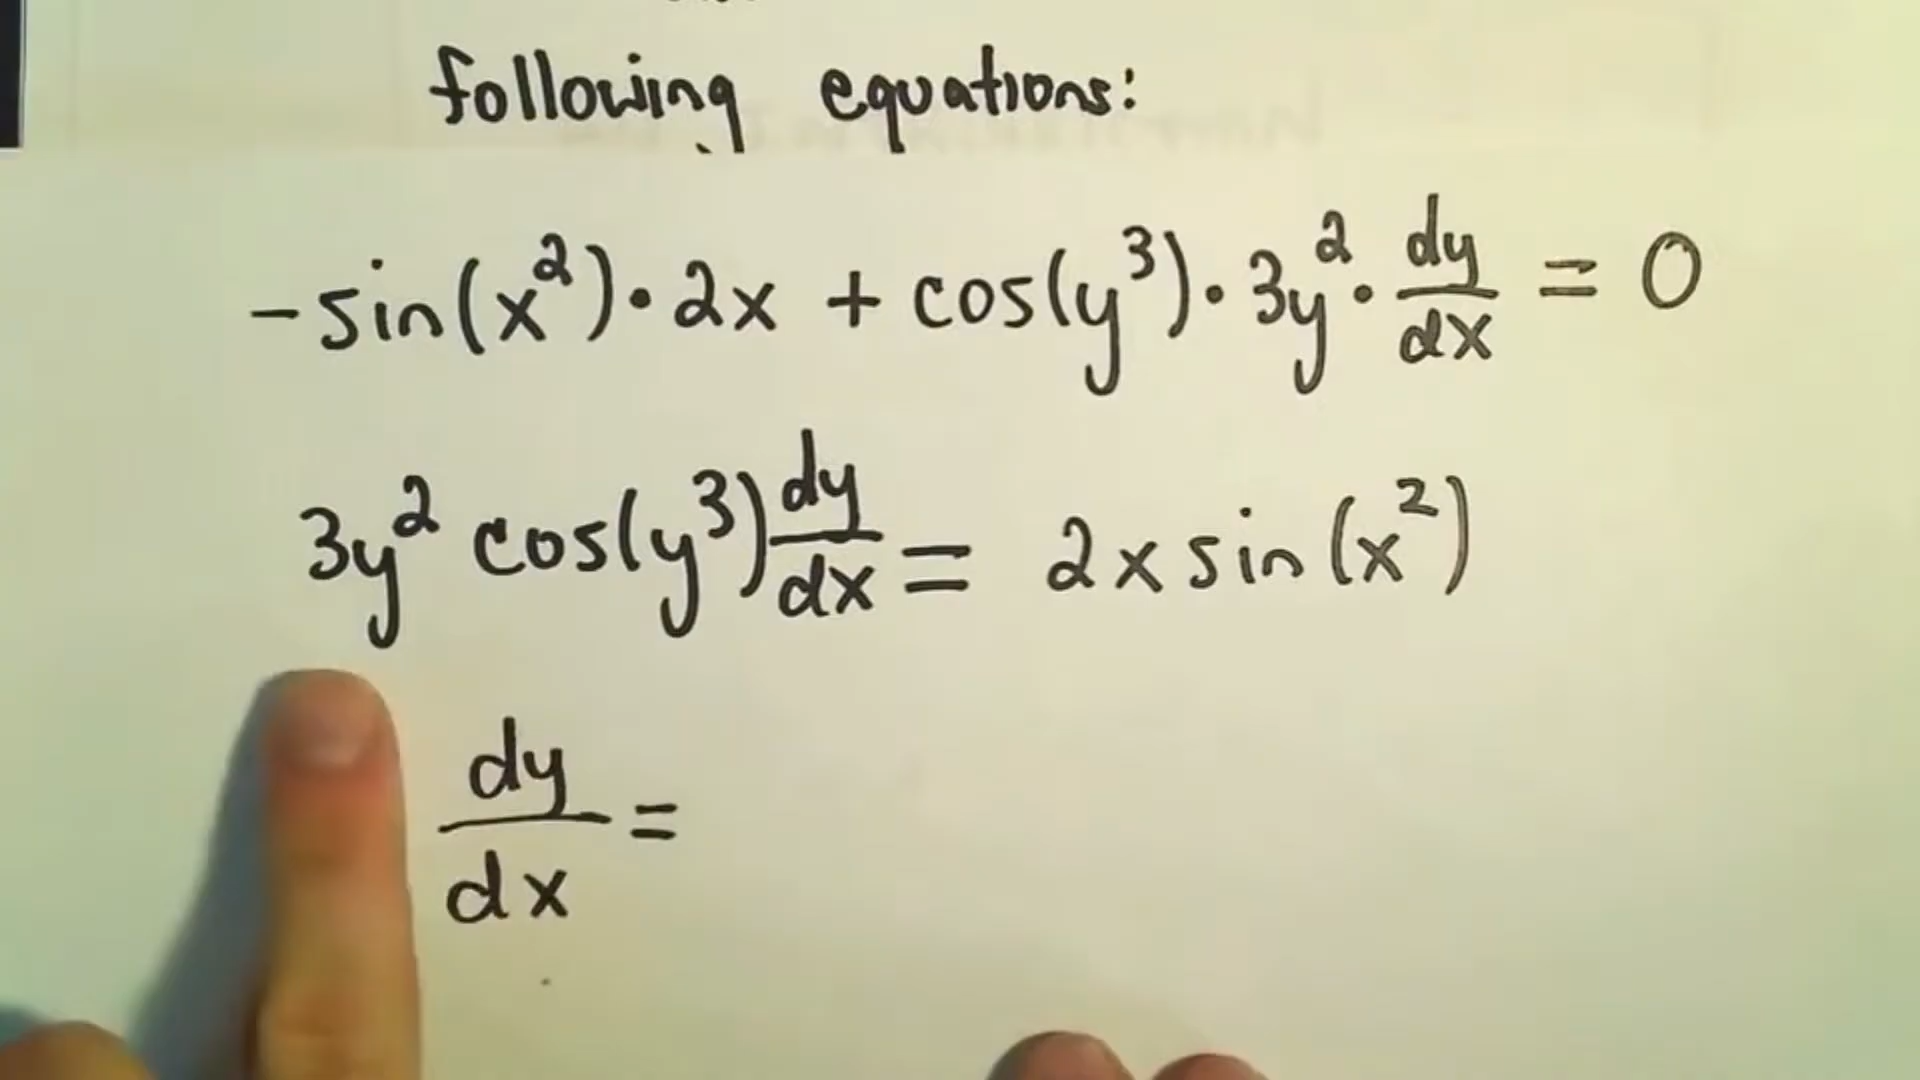 following equations:
-sin(x²)·2x + cos(y³)·3y²·dy/dx = 0
3y² cos(y³) dy/dx = 2x sin(x²)
dy/dx =